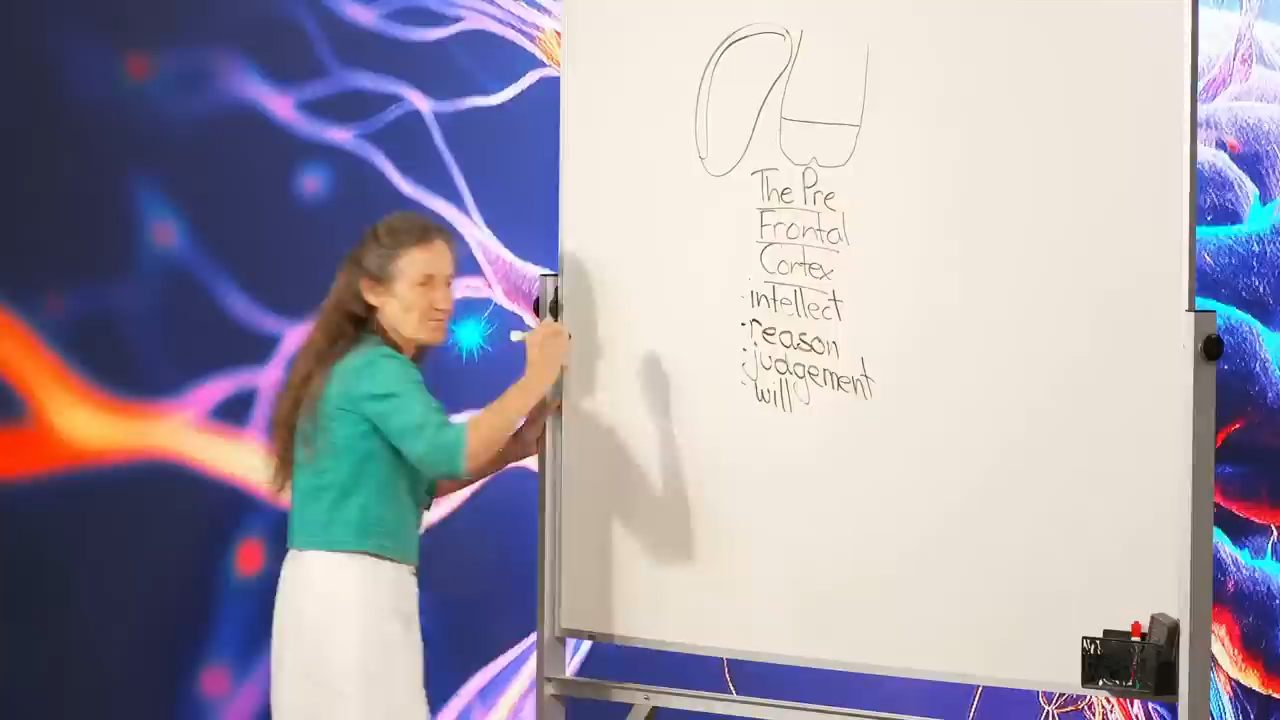 The Pre
Frontal
Cortex
·intellect
·reason
·judgement
·will